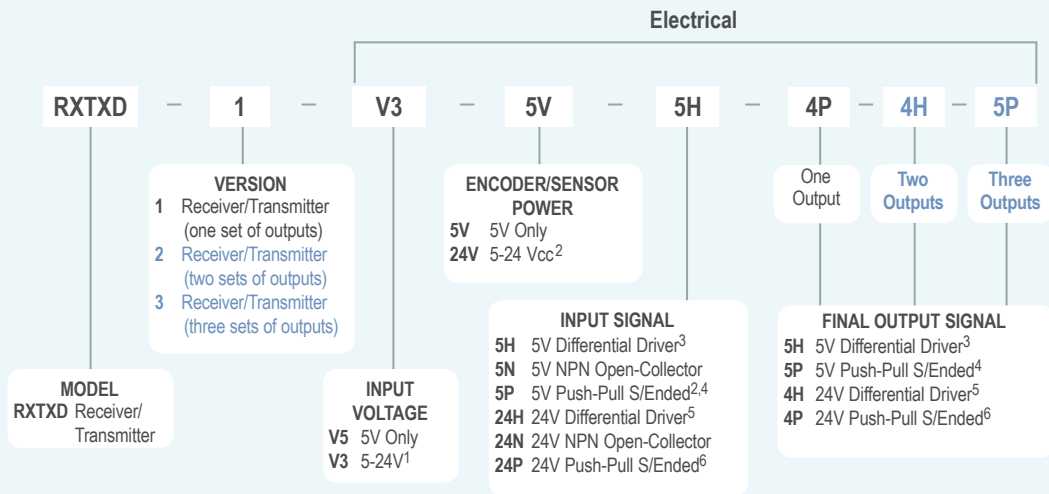 Electrical
RXTXD – 1 – V3 – 5V – 5H – 4P – 4H – 5P
VERSION
1 Receiver/Transmitter
(one set of outputs)
2 Receiver/Transmitter
(two sets of outputs)
3 Receiver/Transmitter
(three sets of outputs)
ENCODER/SENSOR
POWER
5V 5V Only
24V 5-24 Vcc2
One
Output
Two
Outputs
Three
Outputs
MODEL
RXTXD Receiver/
Transmitter
INPUT
VOLTAGE
V5 5V Only
V3 5-24V1
INPUT SIGNAL
5H 5V Differential Driver3
5N 5V NPN Open-Collector
5P 5V Push-Pull S/Ended2,4
24H 24V Differential Driver5
24N 24V NPN Open-Collector
24P 24V Push-Pull S/Ended6
FINAL OUTPUT SIGNAL
5H 5V Differential Driver3
5P 5V Push-Pull S/Ended4
4H 24V Differential Driver5
4P 24V Push-Pull S/Ended6